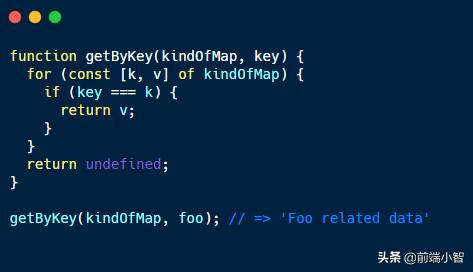 function getByKey(kindOfMap, key) {
  for (const [k, v] of kindOfMap) {
    if (key === k) {
      return v;
    }
  }
  return undefined;
}

getByKey(kindOfMap, foo); // => 'Foo related data'
头条 @前端小智